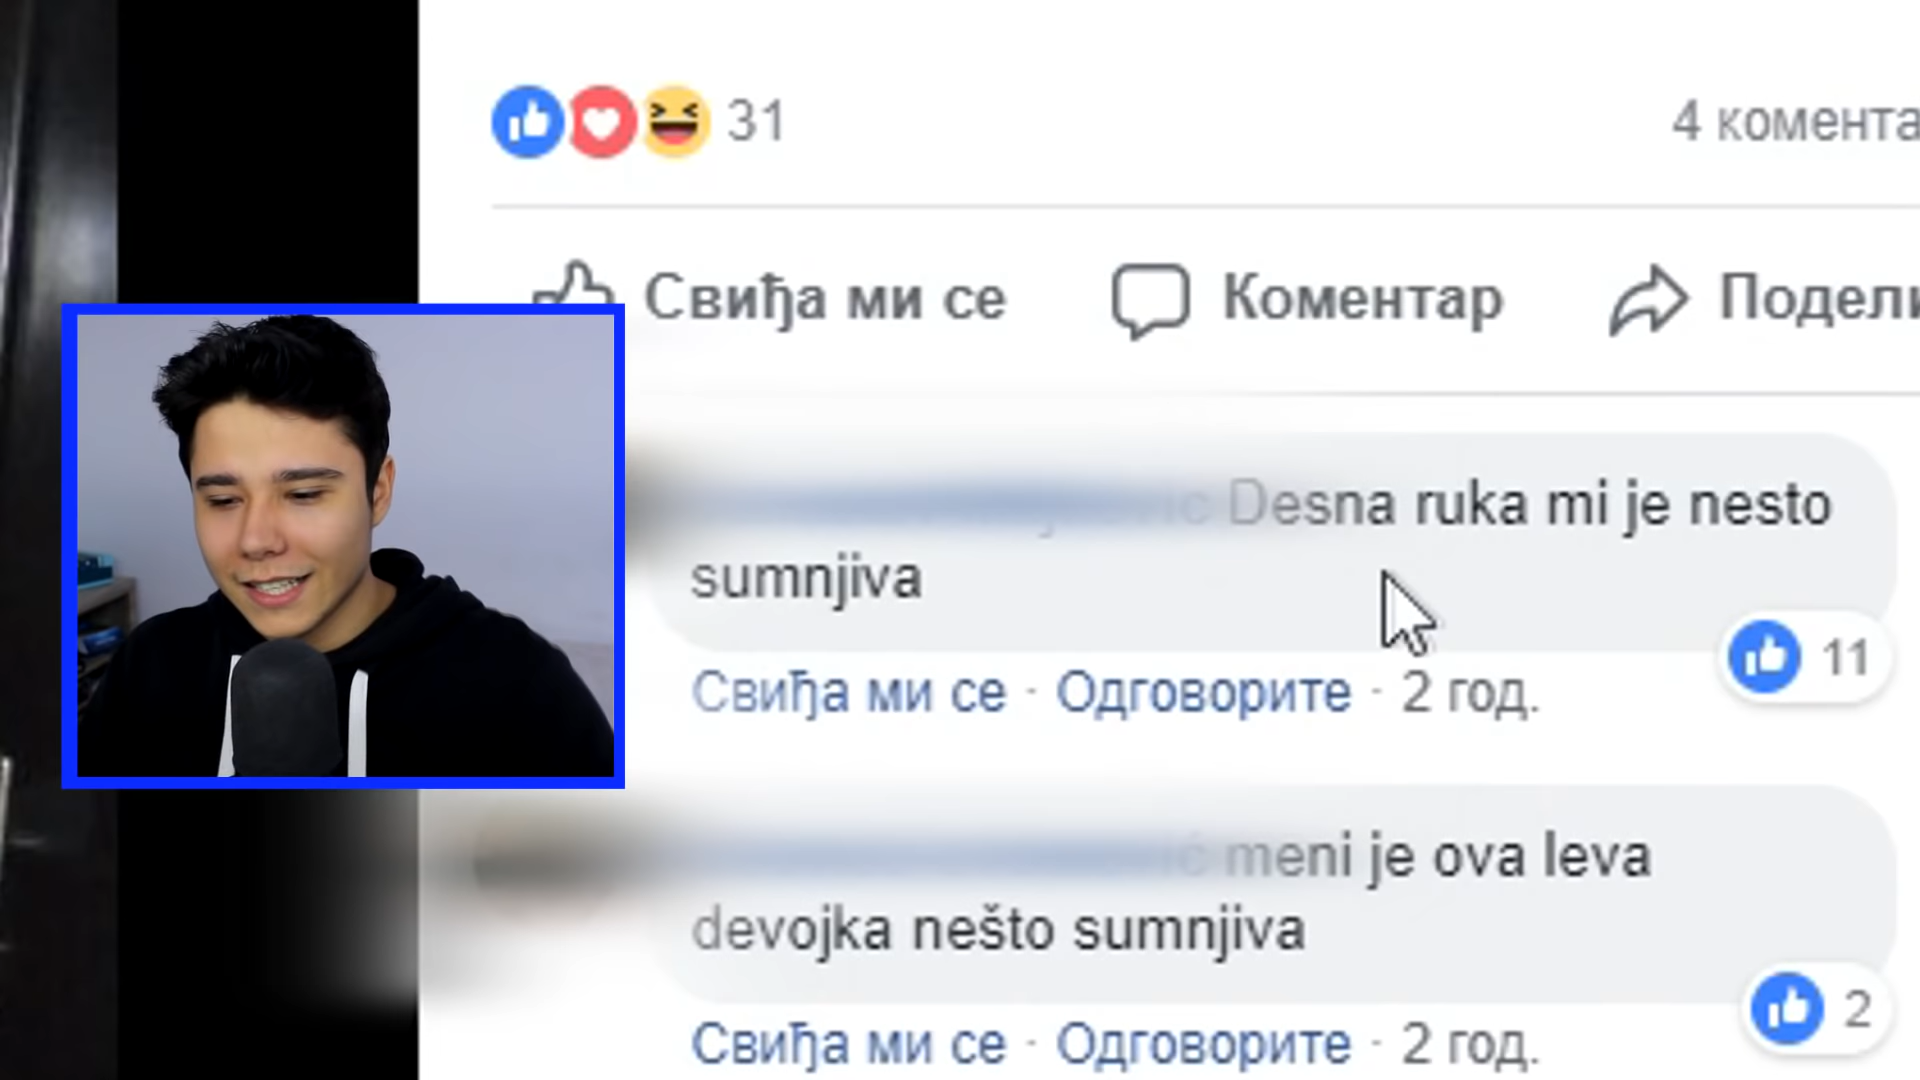 31
4 комента
Свиђа ми се
Коментар
Подели
Desna ruka mi je nesto
sumnjiva
11
Свиђа ми се · Одговорите · 2 год.
meni je ova leva
devojka nešto sumnjiva
2
Свиђа ми се · Одговорите · 2 год.